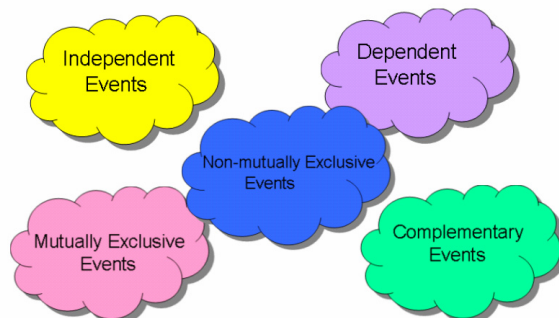 Independent
Events
Dependent
Events
Non-mutually Exclusive
Events
Mutually Exclusive
Events
Complementary
Events